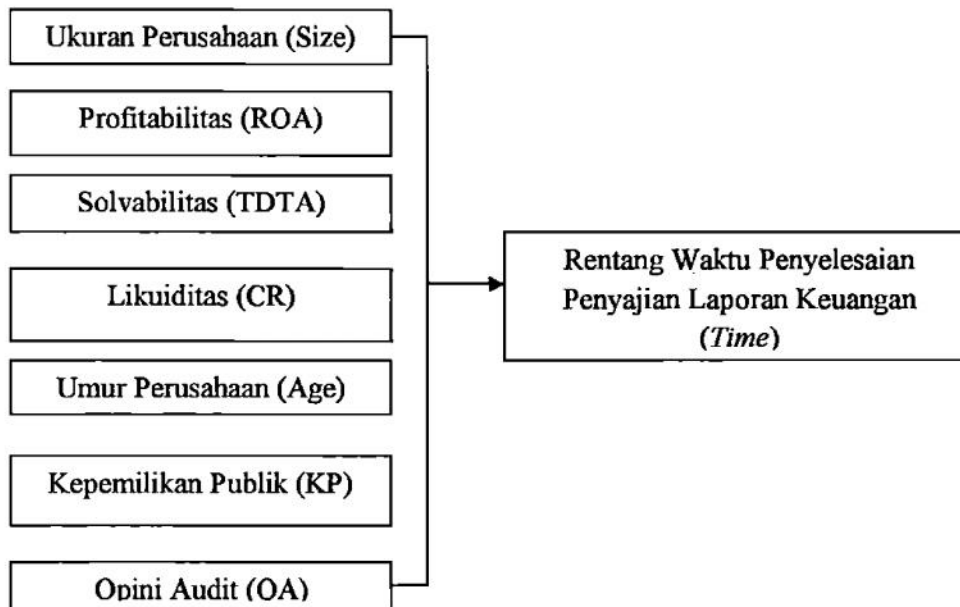 Ukuran Perusahaan (Size)
Profitabilitas (ROA)
Solvabilitas (TDTA)
Likuiditas (CR)
Umur Perusahaan (Age)
Kepemilikan Publik (KP)
Opini Audit (OA)
Rentang Waktu Penyelesaian
Penyajian Laporan Keuangan
(Time)